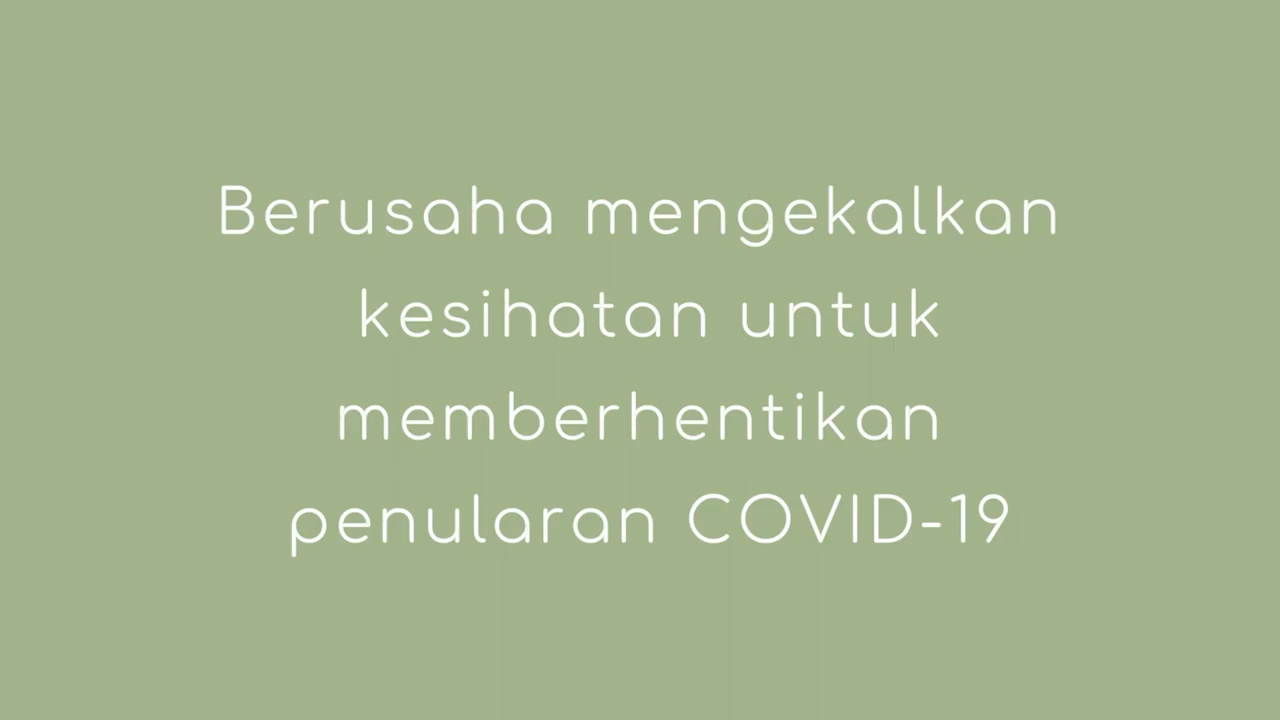 Berusaha mengekalkan
kesihatan untuk
memberhentikan
penularan COVID-19